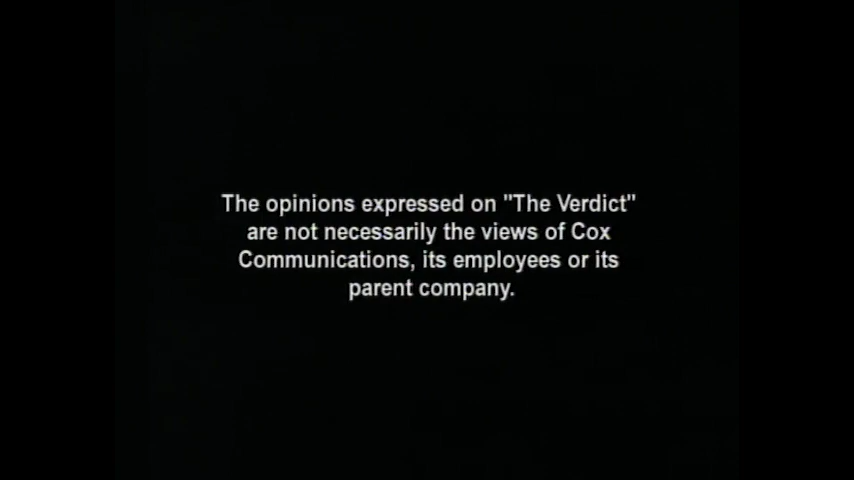 The opinions expressed on "The Verdict"
are not necessarily the views of Cox
Communications, its employees or its
parent company.